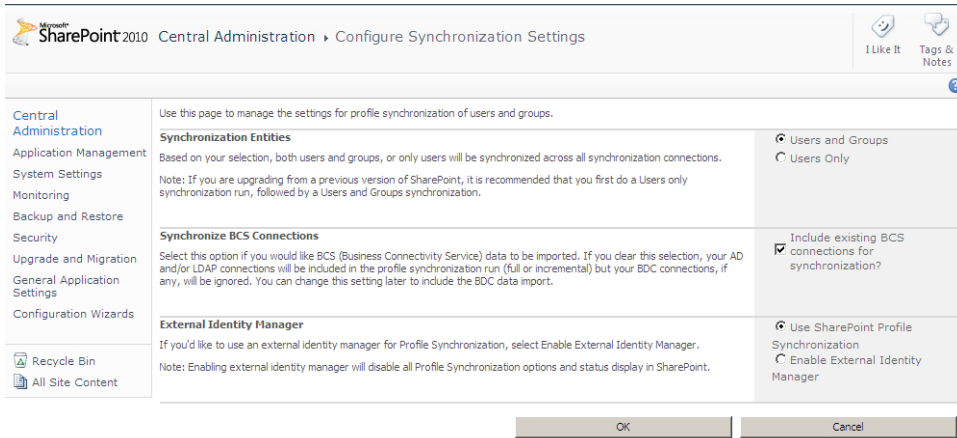 Microsoft®
SharePoint 2010 Central Administration ▸ Configure Synchronization Settings
I Like It
Tags &
Notes
Central
Administration
Application Management
System Settings
Monitoring
Backup and Restore
Security
Upgrade and Migration
General Application
Settings
Configuration Wizards
Recycle Bin
All Site Content
Use this page to manage the settings for profile synchronization of users and groups.
Synchronization Entities
Based on your selection, both users and groups, or only users will be synchronized across all synchronization connections.
Note: If you are upgrading from a previous version of SharePoint, it is recommended that you first do a Users only
synchronization run, followed by a Users and Groups synchronization.
Users and Groups
Users Only
Synchronize BCS Connections
Select this option if you would like BCS (Business Connectivity Service) data to be imported. If you clear this selection, your AD
and/or LDAP connections will be included in the profile synchronization run (full or incremental) but your BDC connections, if
any, will be ignored. You can change this setting later to include the BDC data import.
Include existing BCS
connections for
synchronization?
External Identity Manager
If you'd like to use an external identity manager for Profile Synchronization, select Enable External Identity Manager.
Note: Enabling external identity manager will disable all Profile Synchronization options and status display in SharePoint.
Use SharePoint Profile
Synchronization
Enable External Identity
Manager
OK
Cancel